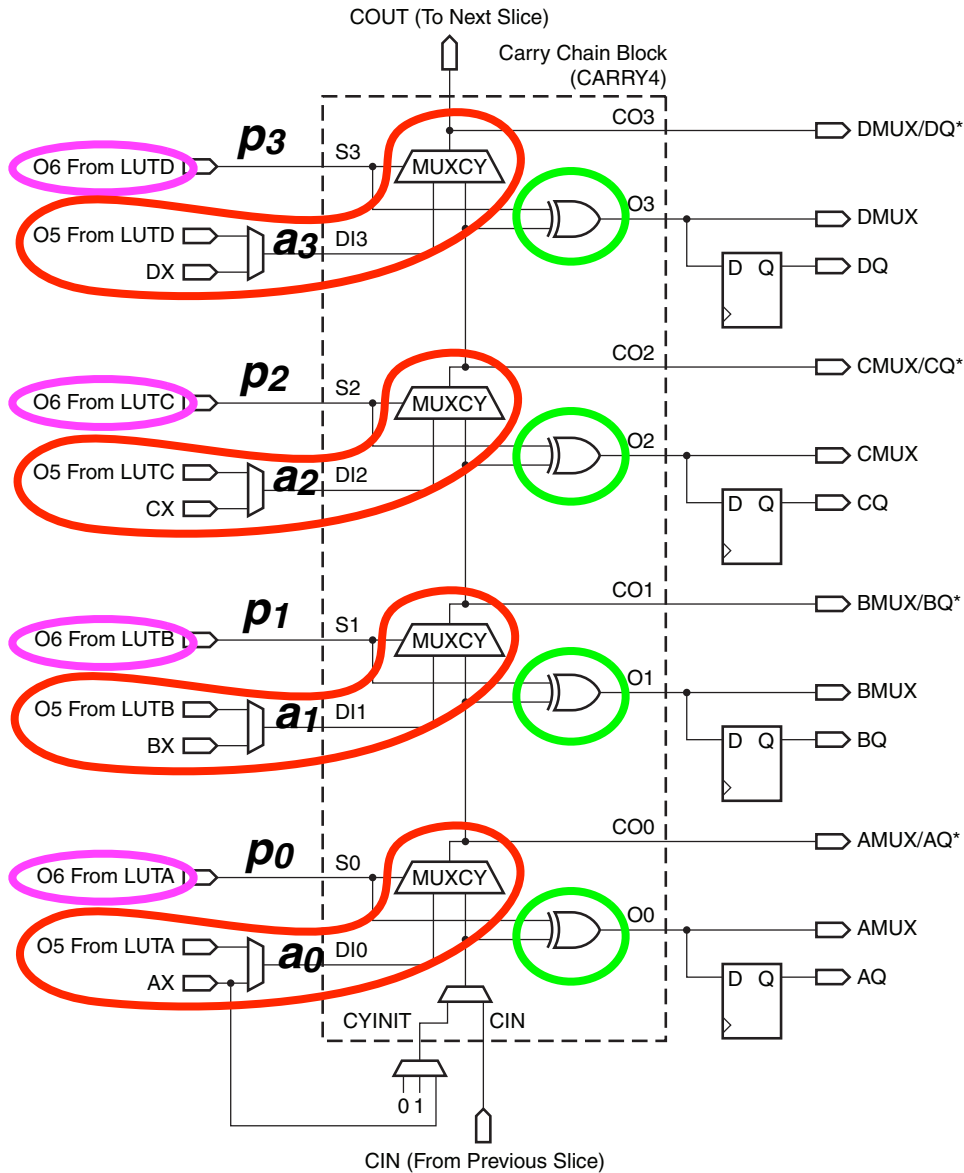 COUT (To Next Slice)
Carry Chain Block
(CARRY4)
p3
S3
MUXCY
CO3
DMUX/DQ*
O6 From LUTD
O3
DMUX
O5 From LUTD
a3
DI3
DX
D Q
DQ
p2
S2
MUXCY
CO2
CMUX/CQ*
O6 From LUTC
O2
CMUX
O5 From LUTC
a2
DI2
CX
D Q
CQ
p1
S1
MUXCY
CO1
BMUX/BQ*
O6 From LUTB
O1
BMUX
O5 From LUTB
a1
DI1
BX
D Q
BQ
p0
S0
MUXCY
CO0
AMUX/AQ*
O6 From LUTA
O0
AMUX
O5 From LUTA
a0
DI0
AX
D Q
AQ
CYINIT
CIN
0 1
CIN (From Previous Slice)